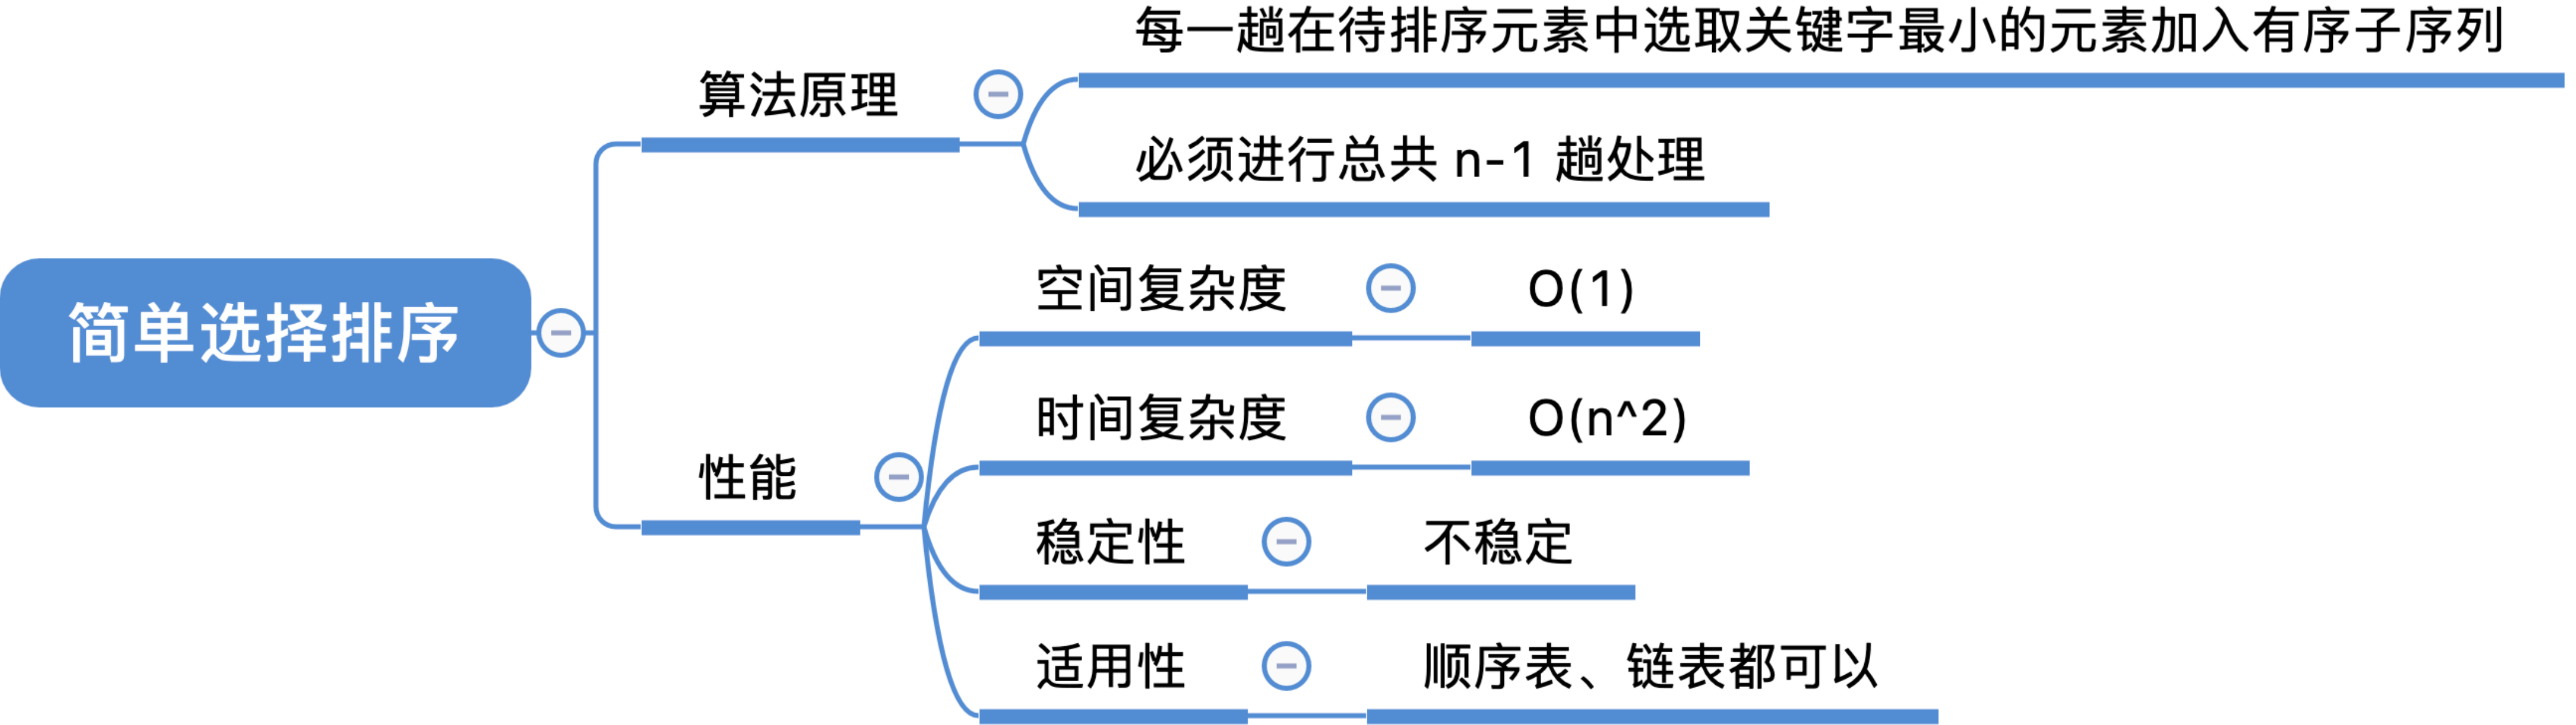 每一趟在待排序元素中选取关键字最小的元素加入有序子序列
算法原理
必须进行总共 n-1 趟处理
简单选择排序
空间复杂度
O(1)
时间复杂度
O(n^2)
性能
稳定性
不稳定
适用性
顺序表、链表都可以